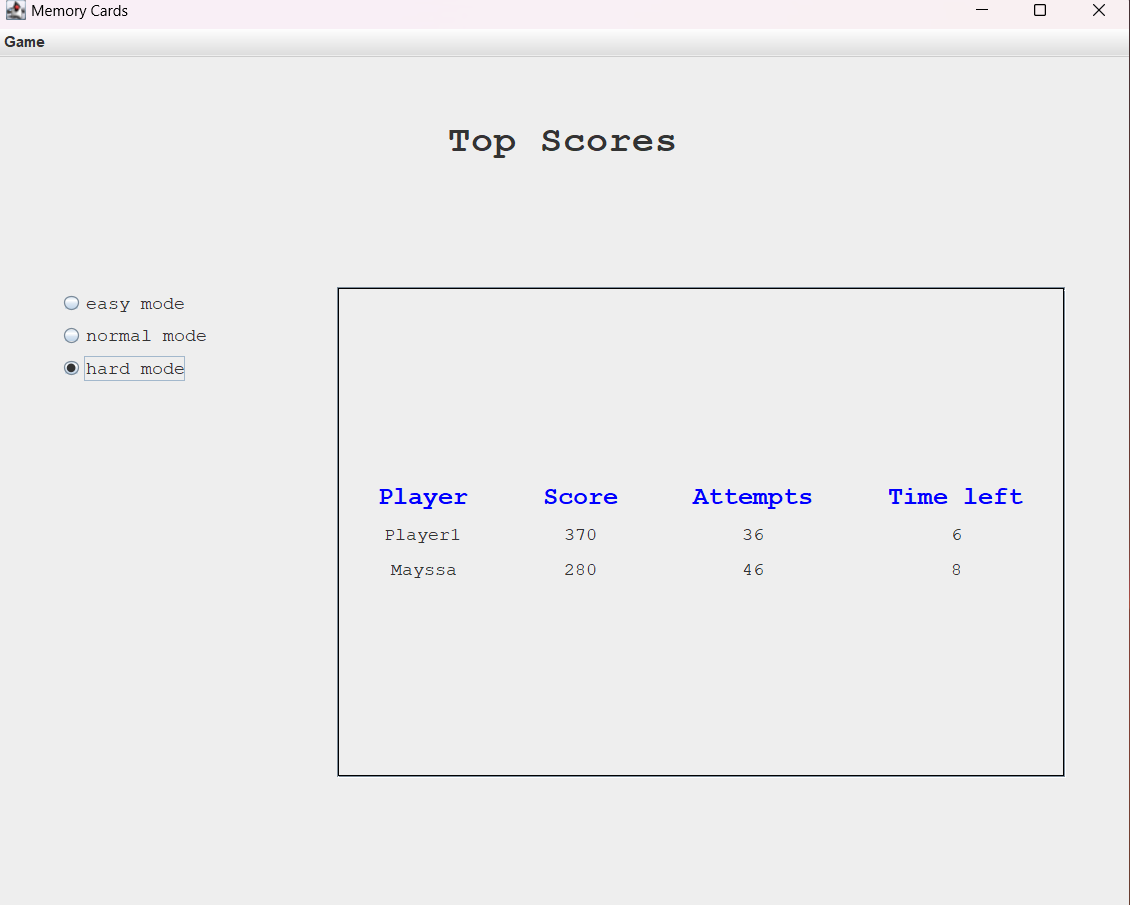 Memory Cards
Game
Top Scores
easy mode
normal mode
hard mode
Player Score Attempts Time left
Player1 370 36 6
Mayssa 280 46 8